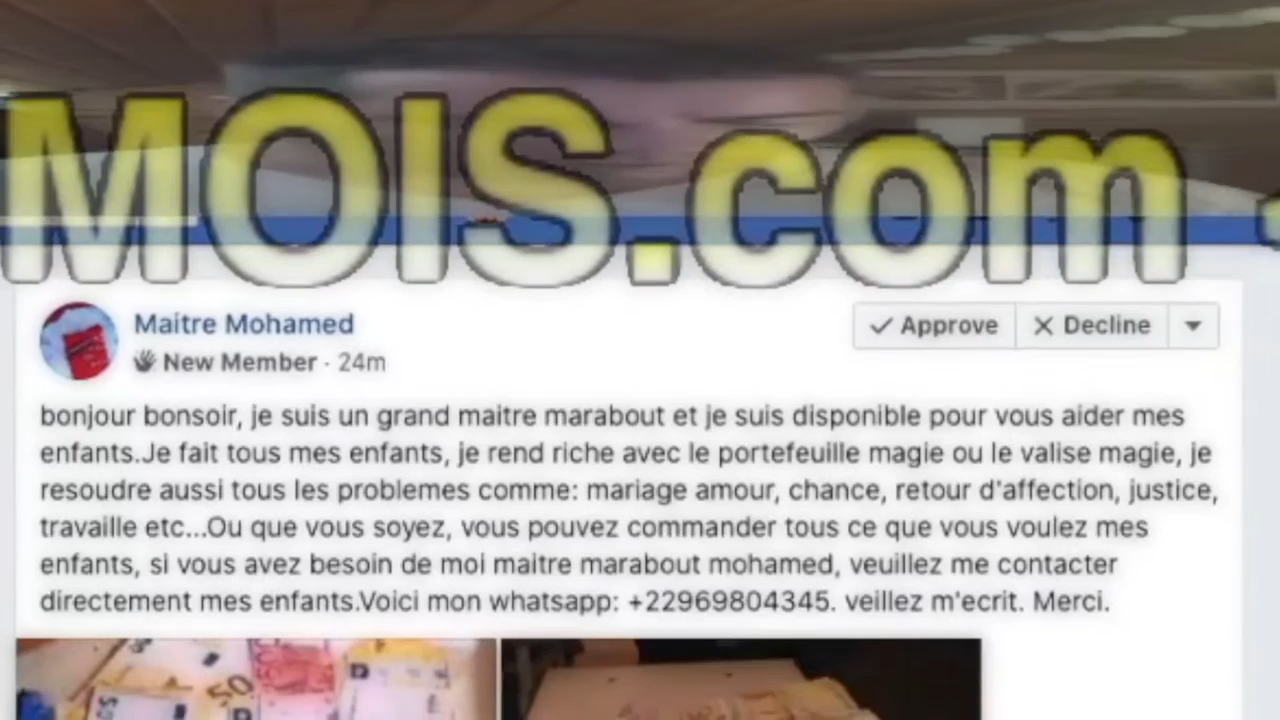 MOIS.com
Maitre Mohamed
Approve
Decline
New Member · 24m
bonjour bonsoir, je suis un grand maitre marabout et je suis disponible pour vous aider mes
enfants.Je fait tous mes enfants, je rend riche avec le portefeuille magie ou le valise magie, je
resoudre aussi tous les problemes comme: mariage amour, chance, retour d'affection, justice,
travaille etc...Ou que vous soyez, vous pouvez commander tous ce que vous voulez mes
enfants, si vous avez besoin de moi maitre marabout mohamed, veuillez me contacter
directement mes enfants.Voici mon whatsapp: +22969804345. veillez m'ecrit. Merci.
50